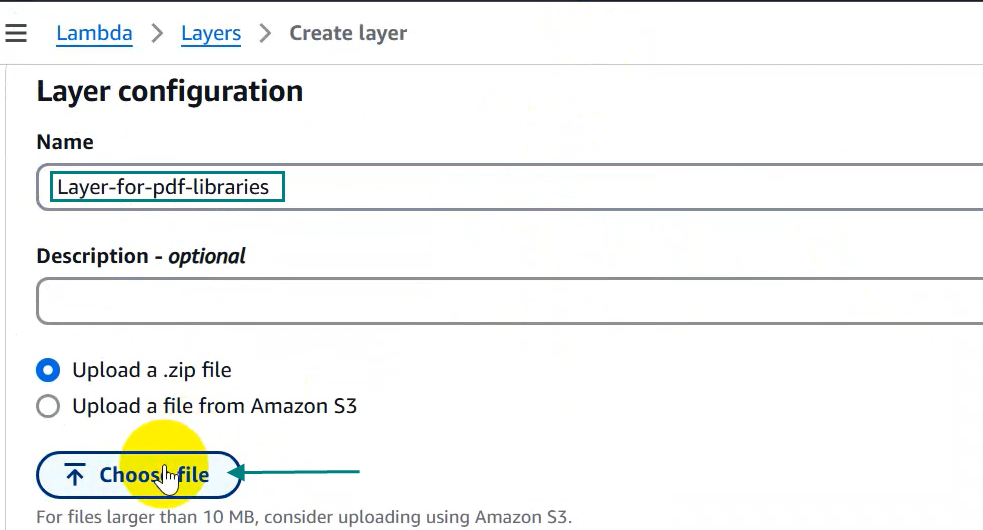 Lambda > Layers > Create layer
Layer configuration
Name
Layer-for-pdf-libraries
Description - optional
Upload a .zip file
Upload a file from Amazon S3
Choose file
For files larger than 10 MB, consider uploading using Amazon S3.